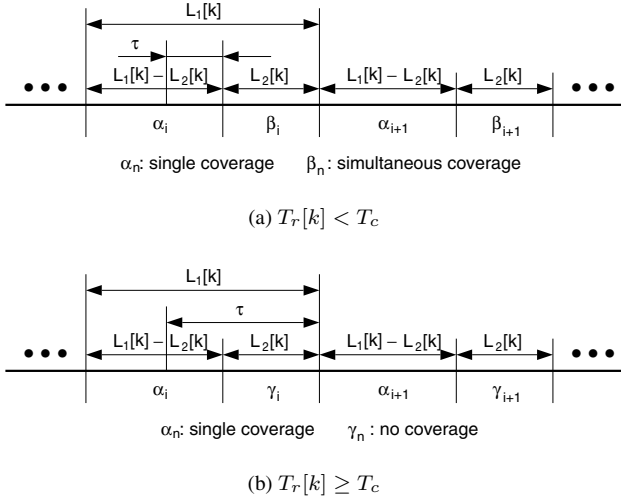 L₁[k]
τ
••• L₁[k] – L₂[k] L₂[k] L₁[k] – L₂[k] L₂[k] •••
αᵢ βᵢ αᵢ₊₁ βᵢ₊₁
αₙ: single coverage βₙ: simultaneous coverage
(a) Tᵣ[k] < T_c
L₁[k]
τ
••• L₁[k] – L₂[k] L₂[k] L₁[k] – L₂[k] L₂[k] •••
αᵢ γᵢ αᵢ₊₁ γᵢ₊₁
αₙ: single coverage γₙ : no coverage
(b) Tᵣ[k] ≥ T_c